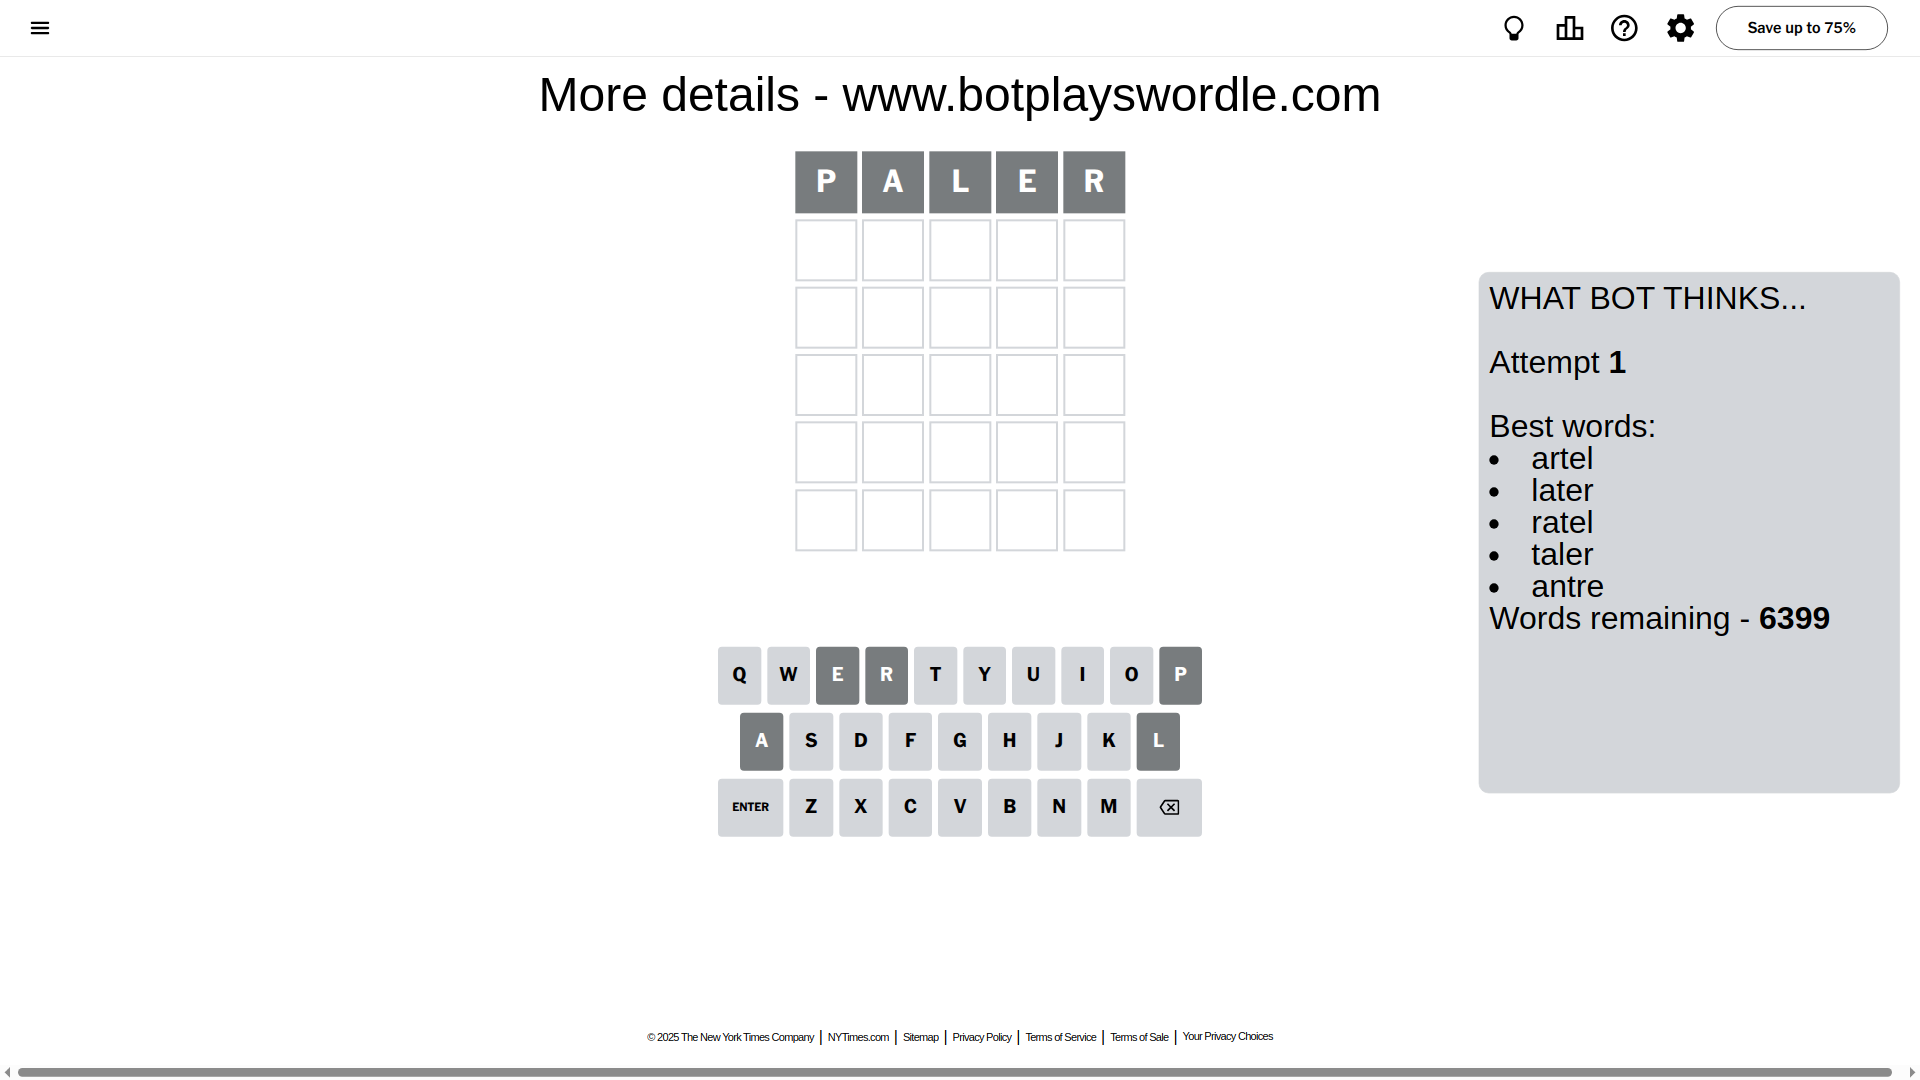 Save up to 75%
More details - www.botplayswordle.com
P A L E R
WHAT BOT THINKS...
Attempt 1
Best words:
• artel
• later
• ratel
• taler
• antre
Words remaining - 6399
Q W E R T Y U I O P
A S D F G H J K L
ENTER Z X C V B N M
© 2025 The New York Times Company | NYTimes.com | Sitemap | Privacy Policy | Terms of Service | Terms of Sale | Your Privacy Choices